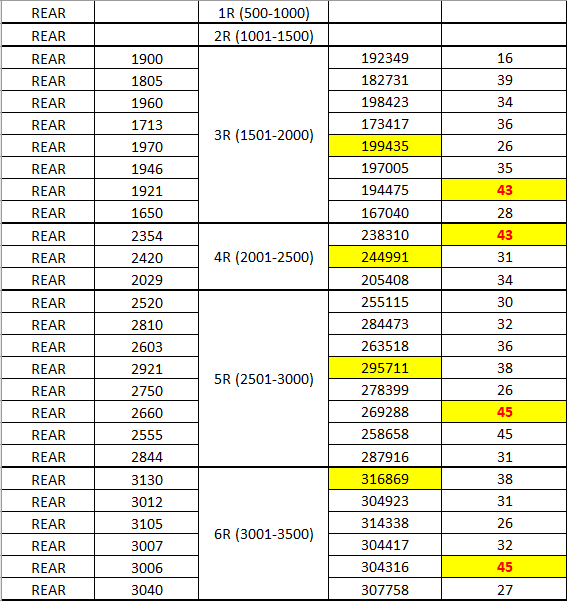 REAR 1R (500-1000)
REAR 2R (1001-1500)
REAR 1900 192349 16
REAR 1805 182731 39
REAR 1960 198423 34
REAR 1713 3R (1501-2000) 173417 36
REAR 1970 199435 26
REAR 1946 197005 35
REAR 1921 194475 43
REAR 1650 167040 28
REAR 2354 238310 43
REAR 2420 4R (2001-2500) 244991 31
REAR 2029 205408 34
REAR 2520 255115 30
REAR 2810 284473 32
REAR 2603 263518 36
REAR 2921 5R (2501-3000) 295711 38
REAR 2750 278399 26
REAR 2660 269288 45
REAR 2555 258658 45
REAR 2844 287916 31
REAR 3130 316869 38
REAR 3012 304923 31
REAR 3105 6R (3001-3500) 314338 26
REAR 3007 304417 32
REAR 3006 304316 45
REAR 3040 307758 27